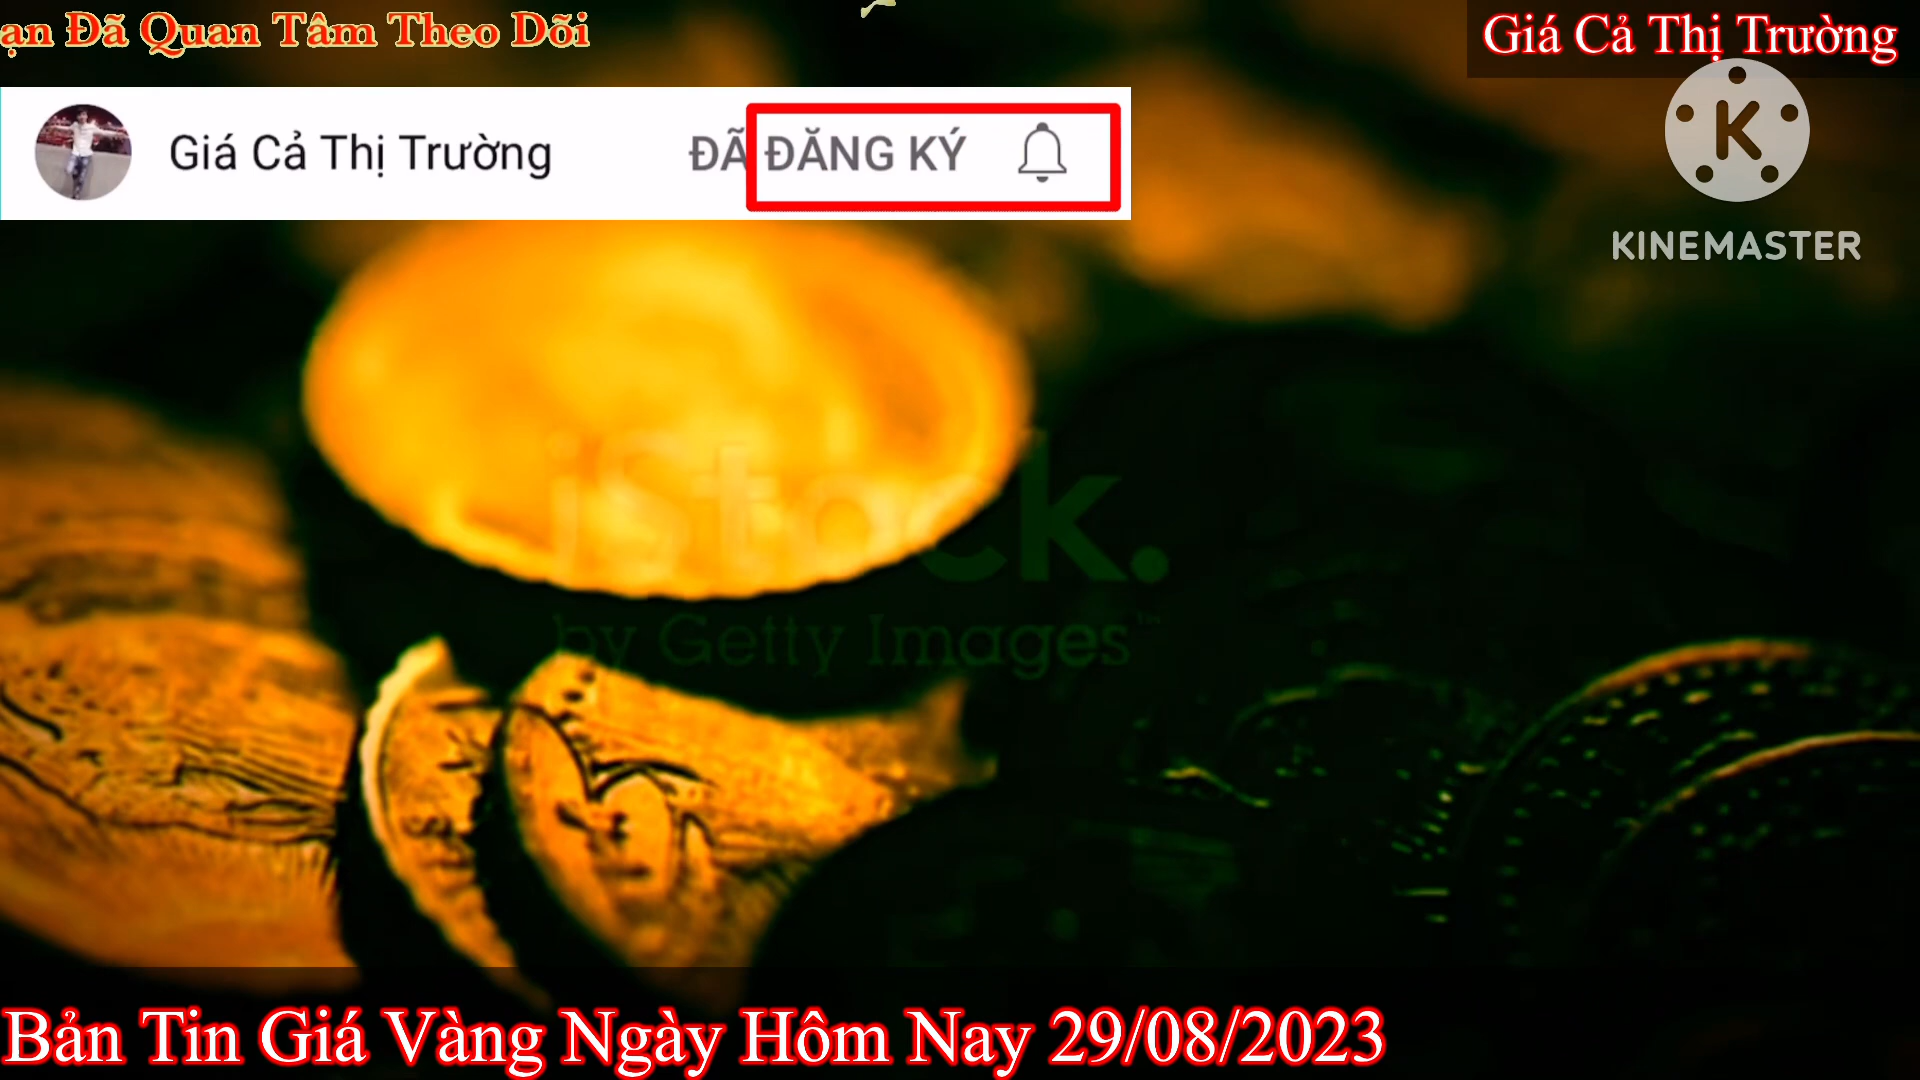 ạn Đã Quan Tâm Theo Dõi
Giá Cả Thị Trường
Giá Cả Thị Trường
ĐÃ ĐĂNG KÝ
K
KINEMASTER
iStock.
by Getty Images™
Bản Tin Giá Vàng Ngày Hôm Nay 29/08/2023